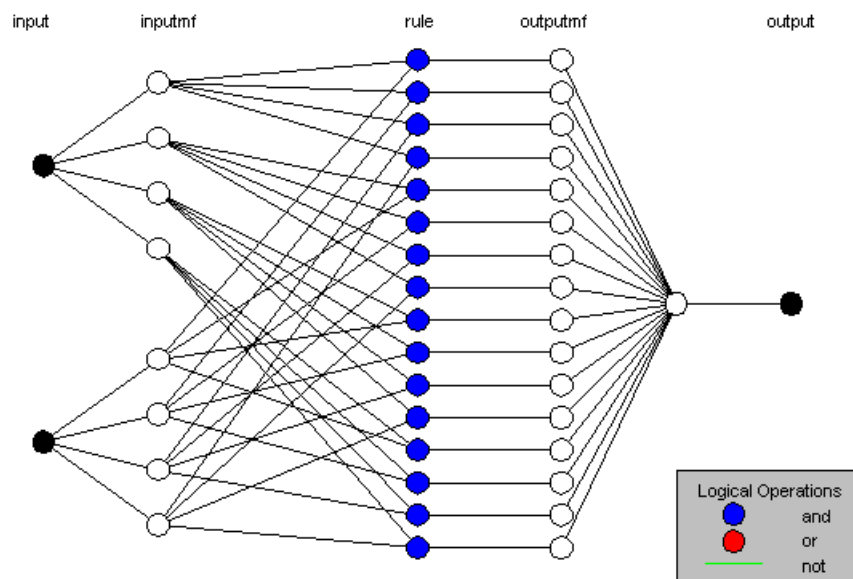 input inputmf rule outputmf output
Logical Operations
and
or
not